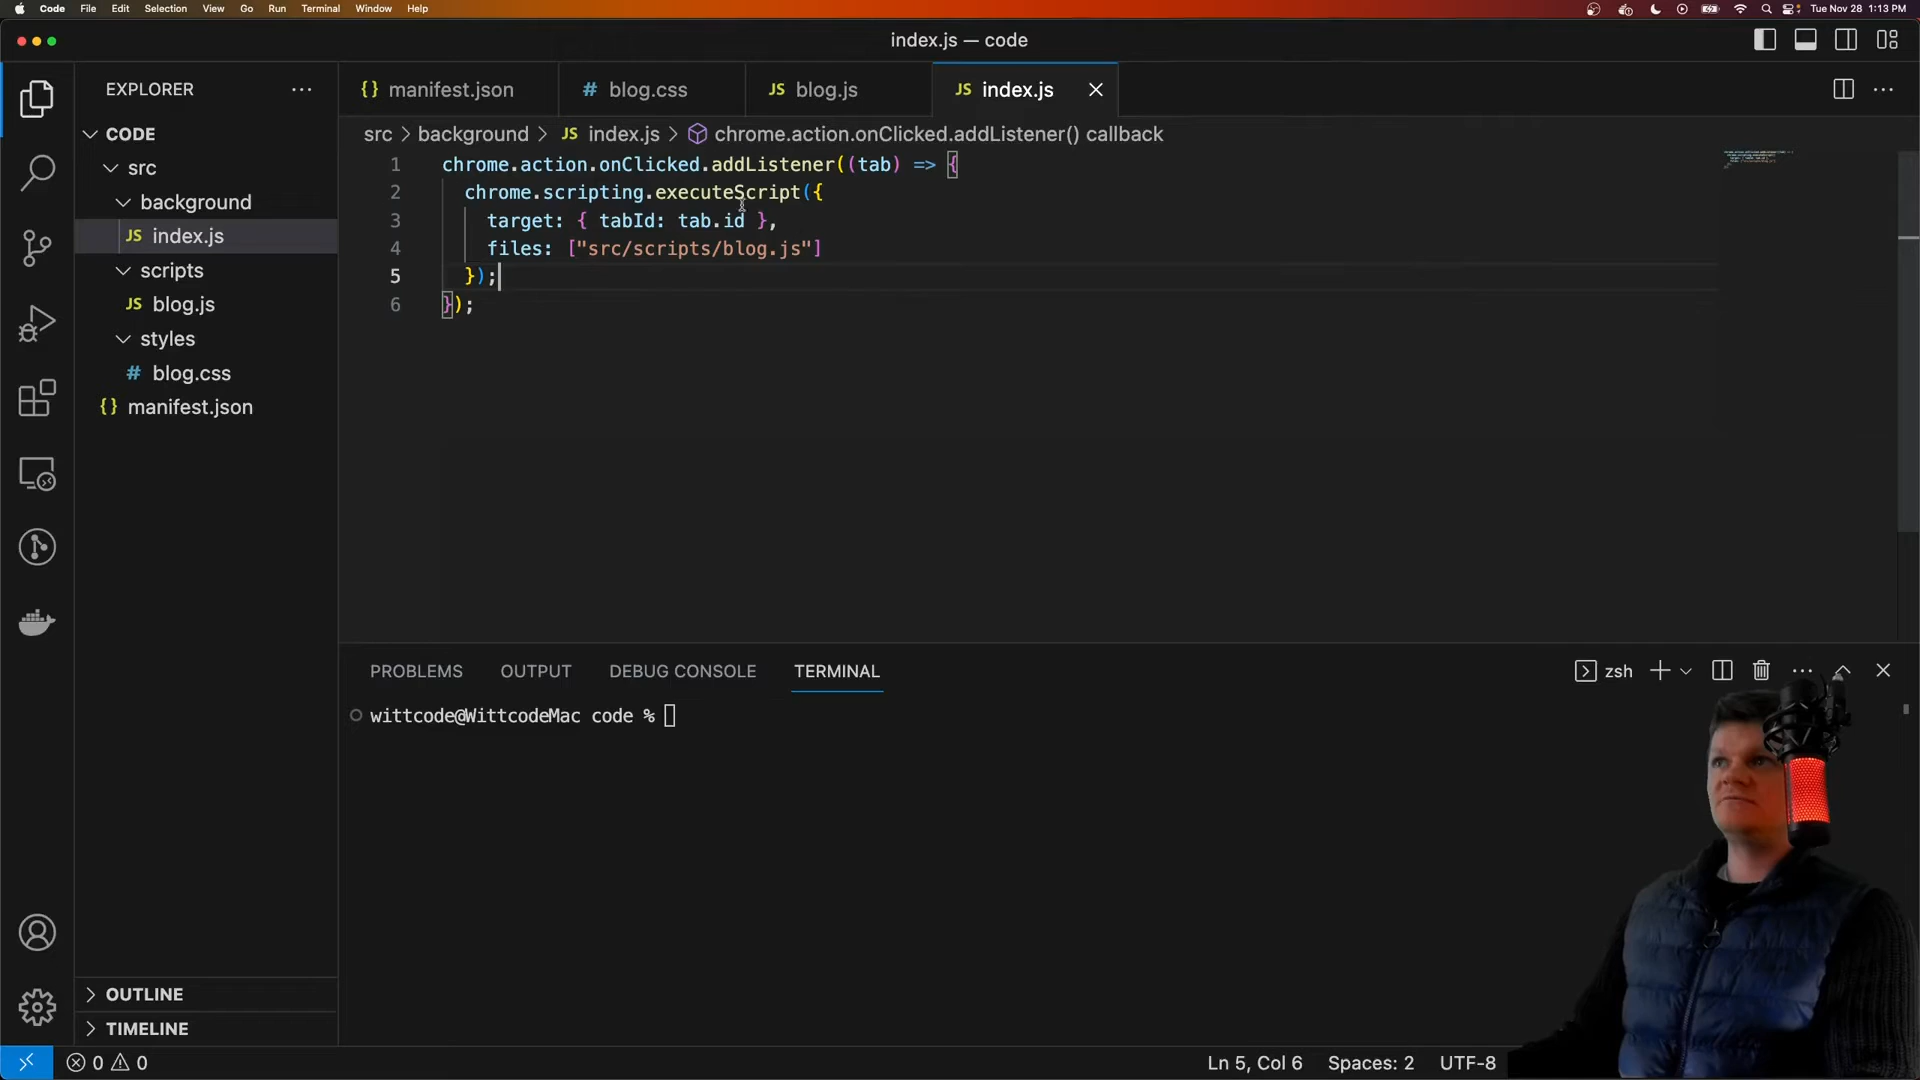 Code File Edit Selection View Go Run Terminal Window Help Tue Nov 28 1:13 PM
index.js — code
EXPLORER
CODE
src
background
JS index.js
scripts
JS blog.js
styles
# blog.css
{} manifest.json
OUTLINE
TIMELINE
{} manifest.json # blog.css JS blog.js JS index.js
src > background > JS index.js > chrome.action.onClicked.addListener() callback
1 chrome.action.onClicked.addListener((tab) => {
2 chrome.scripting.executeScript({
3 target: { tabId: tab.id },
4 files: ["src/scripts/blog.js"]
5 });
6 });
PROBLEMS OUTPUT DEBUG CONSOLE TERMINAL zsh
wittcode@WittcodeMac code %
0 0 Ln 5, Col 6 Spaces: 2 UTF-8